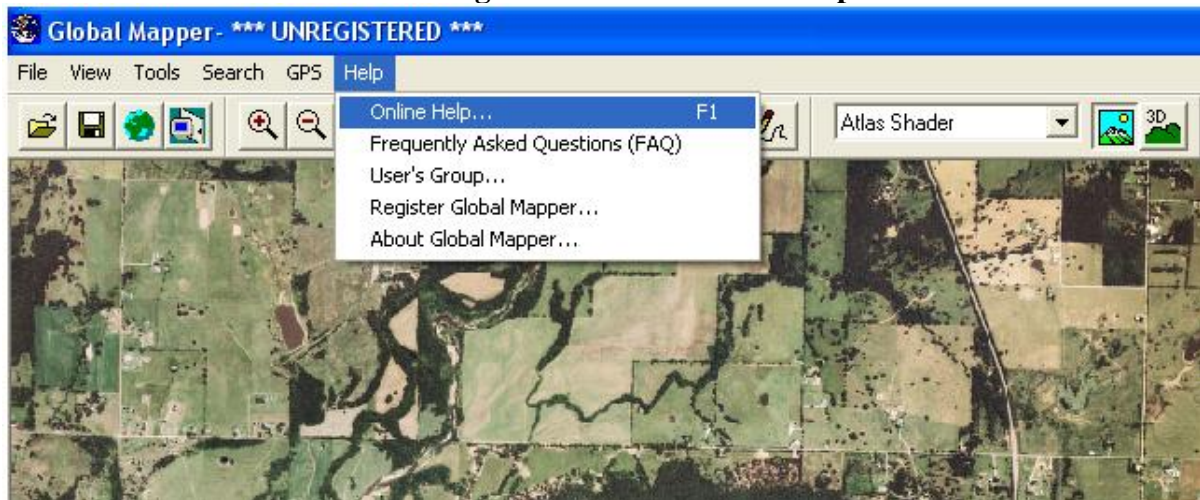 Global Mapper- *** UNREGISTERED ***
File View Tools Search GPS Help
Online Help... F1
Atlas Shader
3D
Frequently Asked Questions (FAQ)
User's Group...
Register Global Mapper...
About Global Mapper...